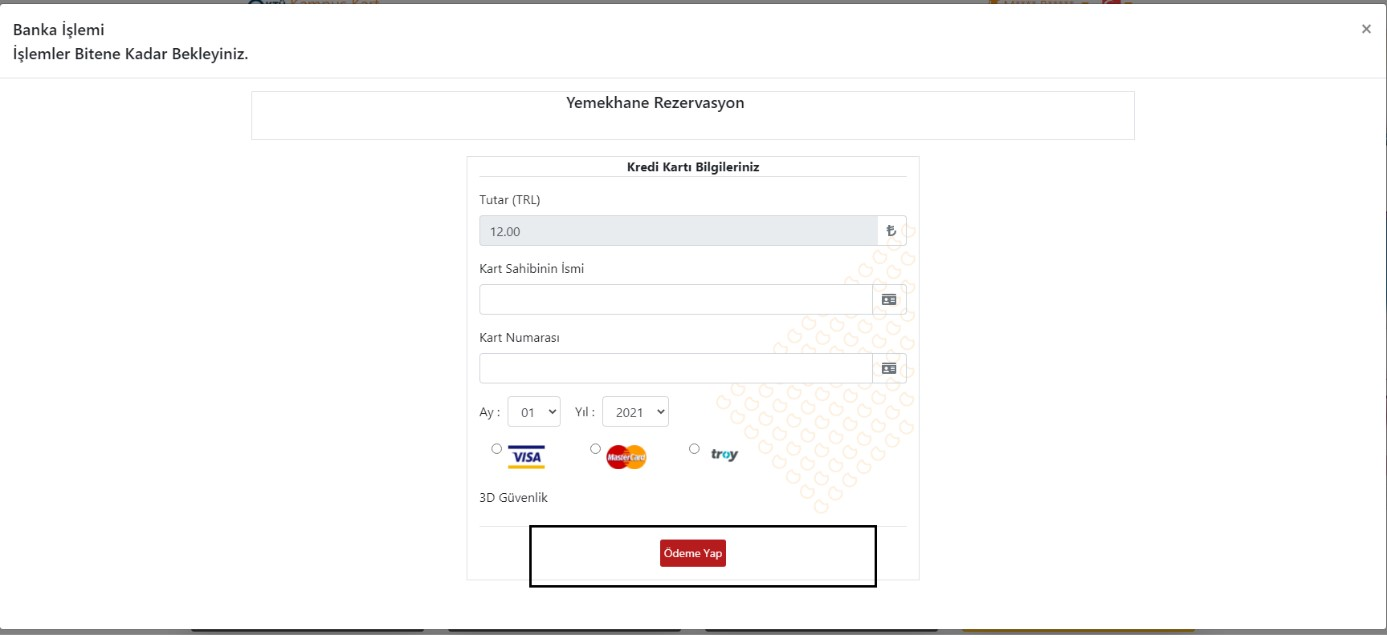 Banka İşlemi
İşlemler Bitene Kadar Bekleyiniz.
×
Yemekhane Rezervasyon
Kredi Kartı Bilgileriniz
Tutar (TRL)
12.00 ₺
Kart Sahibinin İsmi
Kart Numarası
Ay : 01 Yıl : 2021
VISA MasterCard troy
3D Güvenlik
Ödeme Yap